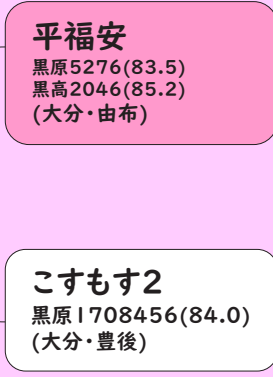 平福安
黒原5276(83.5)
黒高2046(85.2)
(大分・由布)
こすもす2
黒原1708456(84.0)
(大分・豊後)